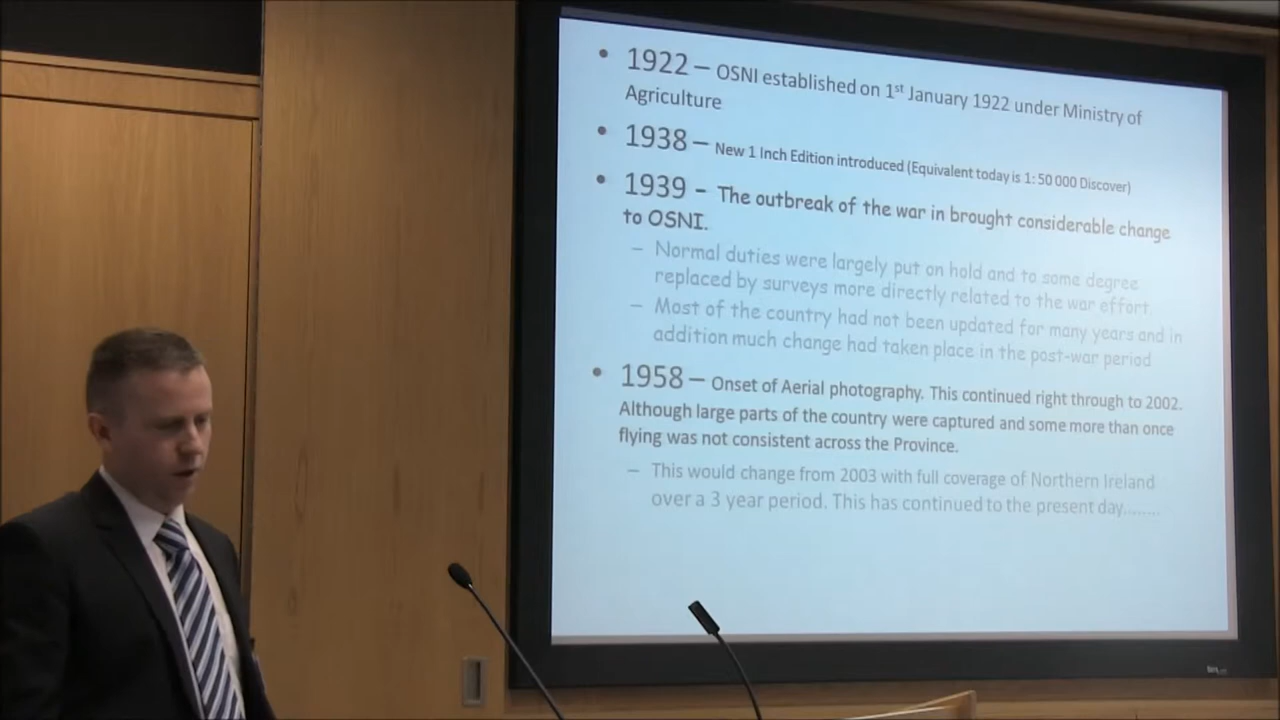 • 1922 – OSNI established on 1st January 1922 under Ministry of
Agriculture
• 1938 – New 1 Inch Edition introduced (Equivalent today is 1: 50 000 Discover)
• 1939 - The outbreak of the war in brought considerable change
to OSNI.
– Normal duties were largely put on hold and to some degree
replaced by surveys more directly related to the war effort
– Most of the country had not been updated for many years and in
addition much change had taken place in the post-war period
• 1958 – Onset of Aerial photography. This continued right through to 2002.
Although large parts of the country were captured and some more than once
flying was not consistent across the Province.
– This would change from 2003 with full coverage of Northern Ireland
over a 3 year period. This has continued to the present day........